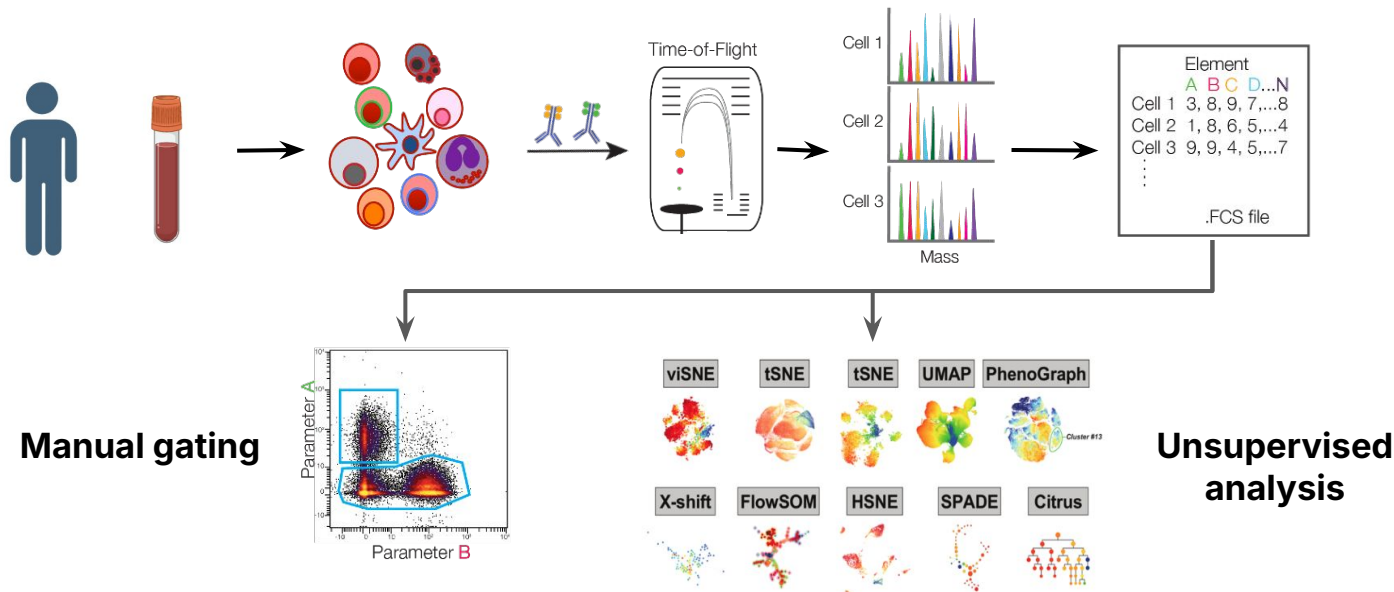 Time-of-Flight
Cell 1
Cell 2
Cell 3
Mass
Element
A B C D...N
Cell 1 3, 8, 9, 7,...8
Cell 2 1, 8, 6, 5,...4
Cell 3 9, 9, 4, 5,...7
.FCS file
Manual gating
Parameter A
Parameter B
viSNE
tSNE
tSNE
UMAP
PhenoGraph
Cluster #13
X-shift
FlowSOM
HSNE
SPADE
Citrus
Unsupervised
analysis